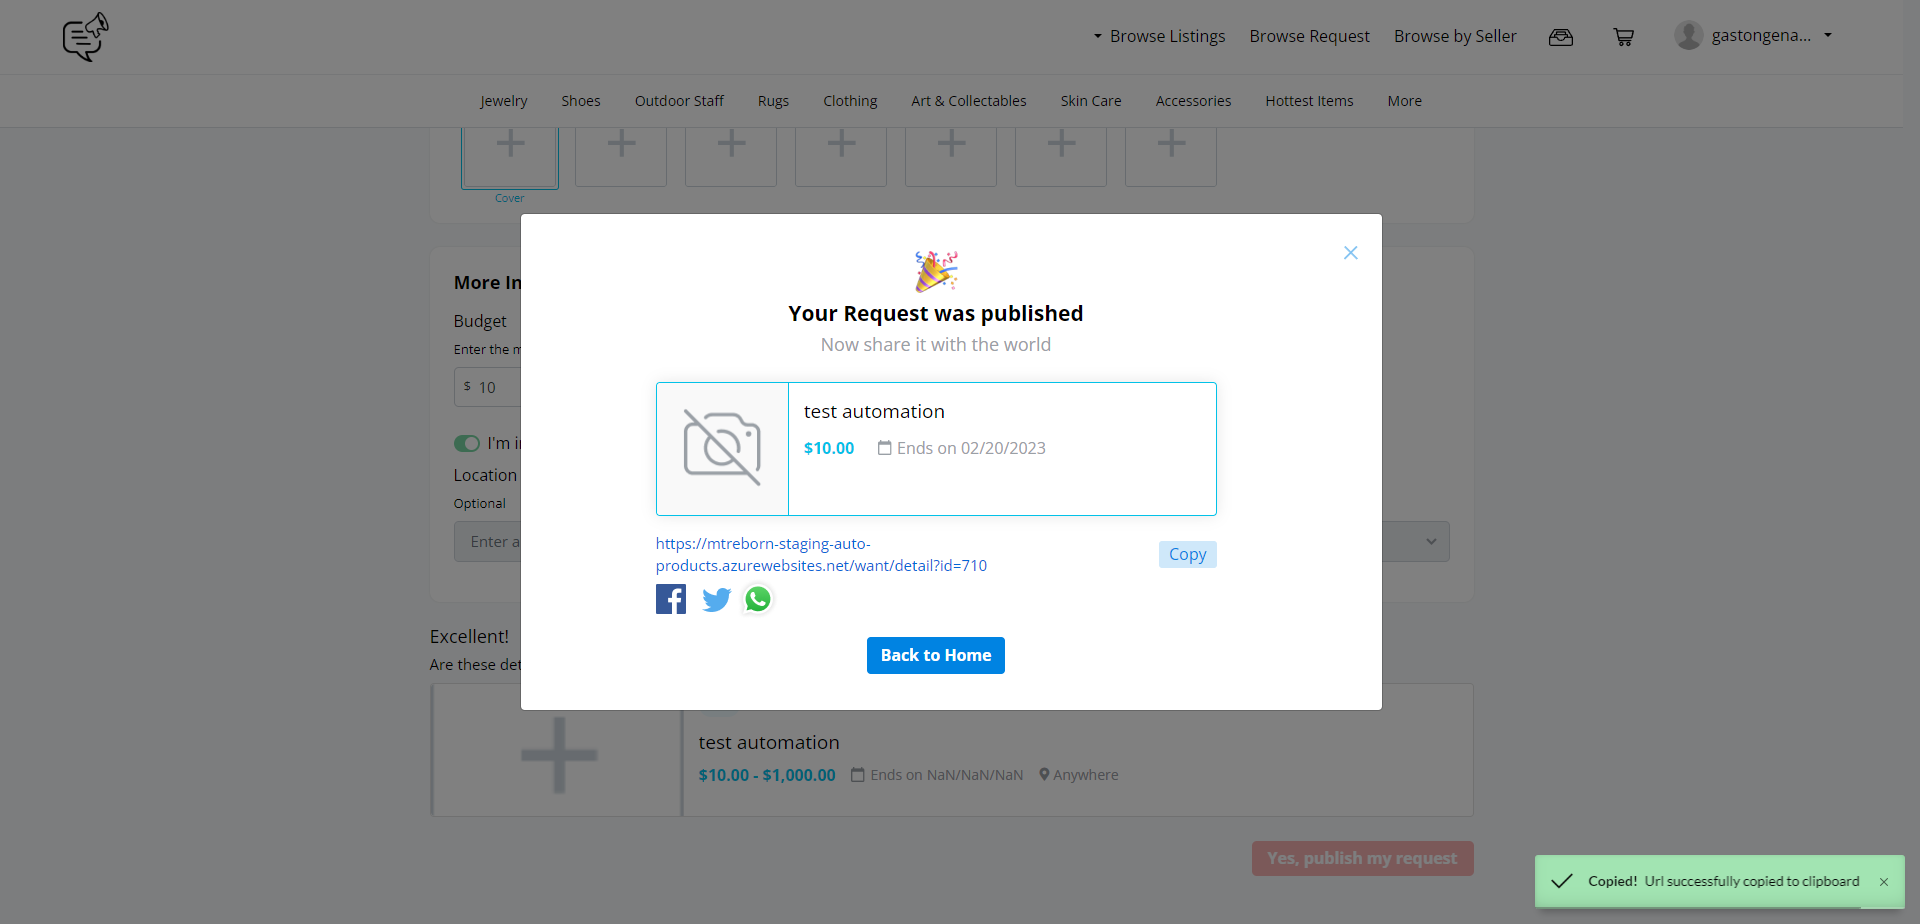 Browse Listings Browse Request Browse by Seller gastongena...
Jewelry Shoes Outdoor Staff Rugs Clothing Art & Collectables Skin Care Accessories Hottest Items More
Cover
Your Request was published
Now share it with the world
test automation
$10.00 Ends on 02/20/2023
https://mtreborn-staging-auto-
products.azurewebsites.net/want/detail?id=710
Copy
Back to Home
More In
Budget
Enter the m
$ 10
I'm in
Location
Optional
Enter a
Excellent!
Are these det
test automation
$10.00 - $1,000.00 Ends on NaN/NaN/NaN Anywhere
Yes, publish my request
Copied! Url successfully copied to clipboard